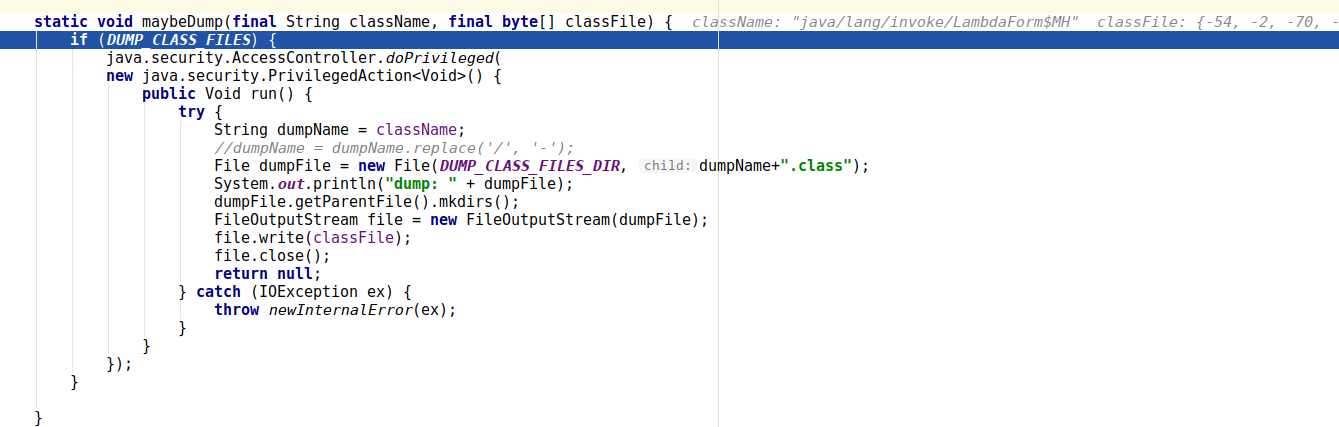 static void maybeDump(final String className, final byte[] classFile) {  className: "java/lang/invoke/LambdaForm$MH"  classFile: {-54, -2, -70, -
    if (DUMP_CLASS_FILES) {
        java.security.AccessController.doPrivileged(
        new java.security.PrivilegedAction<Void>() {
            public Void run() {
                try {
                    String dumpName = className;
                    //dumpName = dumpName.replace('/', '-');
                    File dumpFile = new File(DUMP_CLASS_FILES_DIR, child: dumpName+".class");
                    System.out.println("dump: " + dumpFile);
                    dumpFile.getParentFile().mkdirs();
                    FileOutputStream file = new FileOutputStream(dumpFile);
                    file.write(classFile);
                    file.close();
                    return null;
                } catch (IOException ex) {
                    throw newInternalError(ex);
                }
            }
        });
    }
}